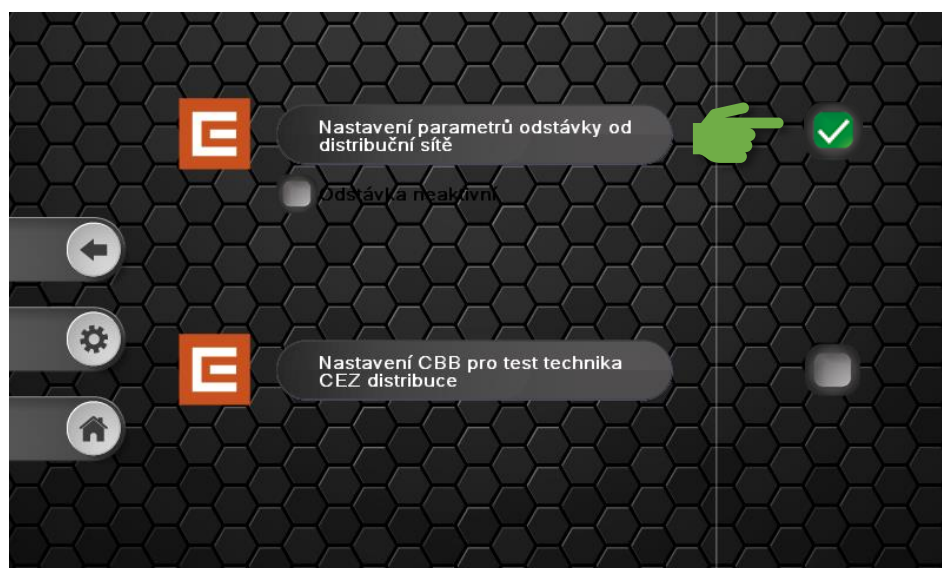 Nastavení parametrů odstávky od
distribuční sítě
Odstávka neaktivní
Nastavení CBB pro test technika
CEZ distribuce